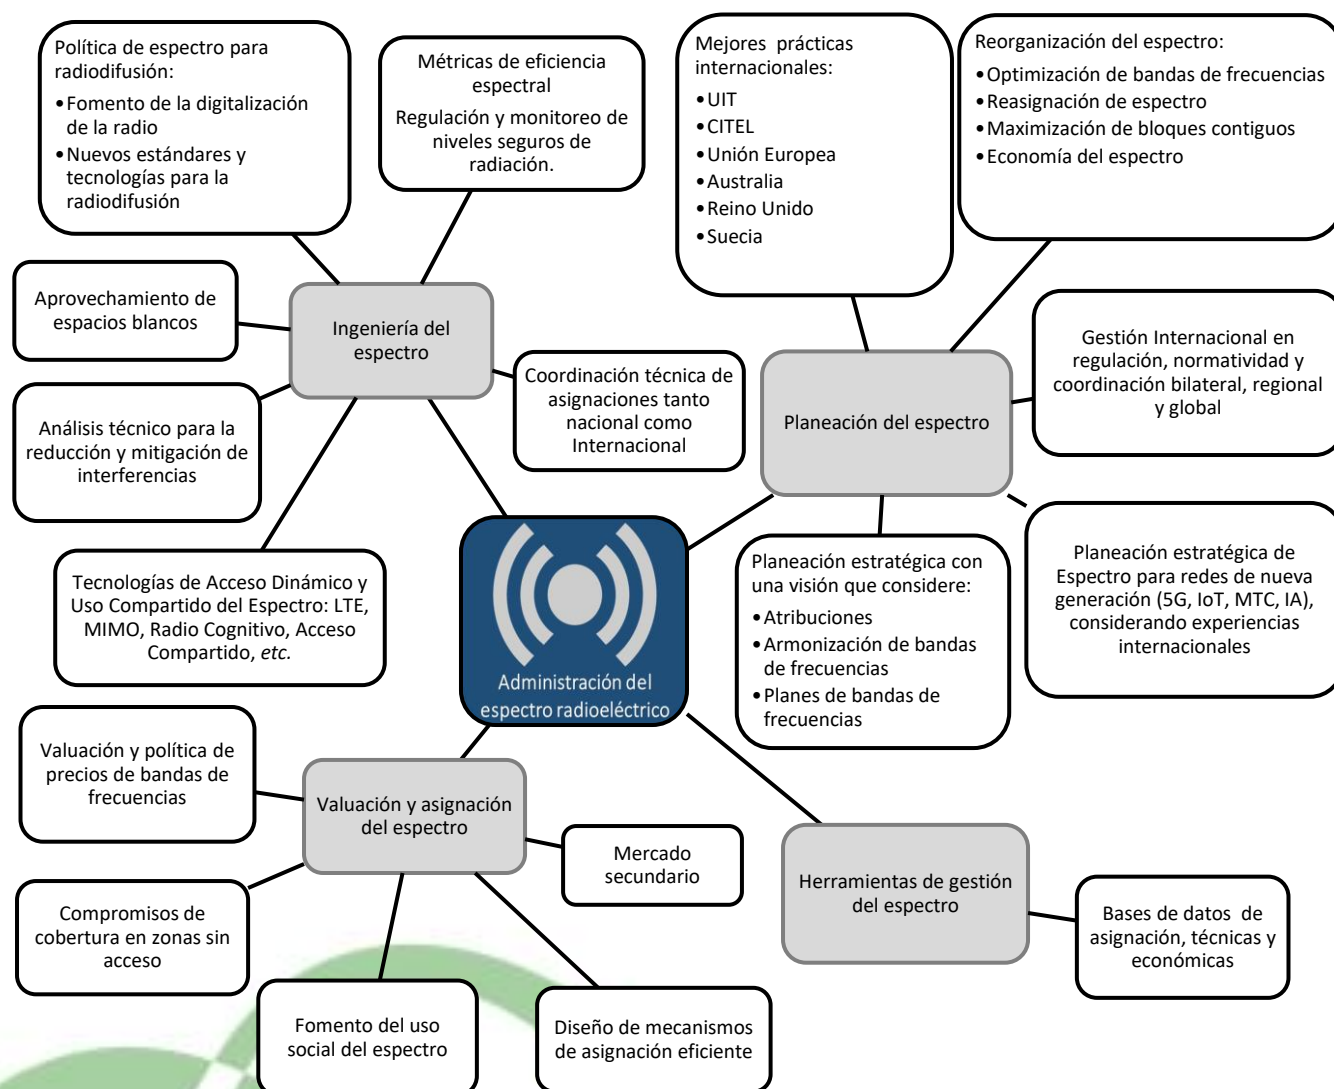 Política de espectro para
radiodifusión:
•Fomento de la digitalización
de la radio
•Nuevos estándares y
tecnologías para la
radiodifusión
Métricas de eficiencia
espectral
Regulación y monitoreo de
niveles seguros de
radiación.
Mejores prácticas
internacionales:
•UIT
•CITEL
•Unión Europea
•Australia
•Reino Unido
•Suecia
Reorganización del espectro:
•Optimización de bandas de frecuencias
•Reasignación de espectro
•Maximización de bloques contiguos
•Economía del espectro
Aprovechamiento de
espacios blancos
Ingeniería del
espectro
Gestión Internacional en
regulación, normatividad y
coordinación bilateral, regional
y global
Coordinación técnica de
asignaciones tanto
nacional como
Internacional
Planeación del espectro
Análisis técnico para la
reducción y mitigación de
interferencias
Tecnologías de Acceso Dinámico y
Uso Compartido del Espectro: LTE,
MIMO, Radio Cognitivo, Acceso
Compartido, etc.
Administración del
espectro radioeléctrico
Planeación estratégica con
una visión que considere:
•Atribuciones
•Armonización de bandas
de frecuencias
•Planes de bandas de
frecuencias
Planeación estratégica de
Espectro para redes de nueva
generación (5G, IoT, MTC, IA),
considerando experiencias
internacionales
Valuación y política de
precios de bandas de
frecuencias
Valuación y asignación
del espectro
Mercado
secundario
Herramientas de gestión
del espectro
Compromisos de
cobertura en zonas sin
acceso
Bases de datos de
asignación, técnicas y
económicas
Fomento del uso
social del espectro
Diseño de mecanismos
de asignación eficiente